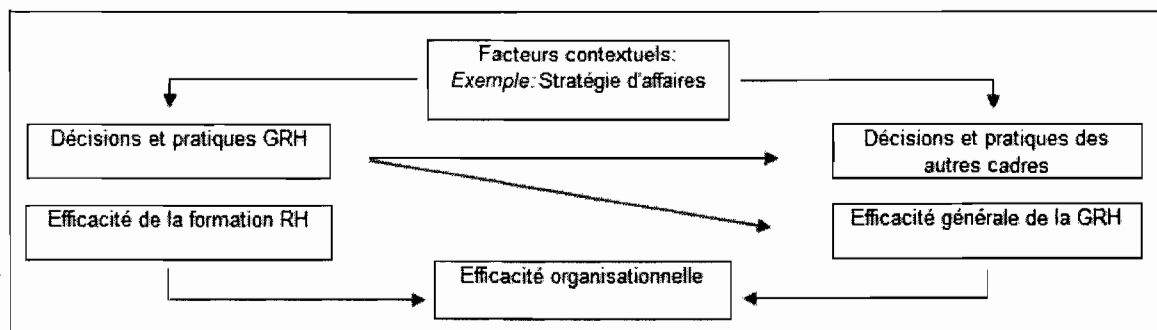 Facteurs contextuels:
Exemple: Stratégie d'affaires
Décisions et pratiques GRH
Décisions et pratiques des
autres cadres
Efficacité de la formation RH
Efficacité générale de la GRH
Efficacité organisationnelle